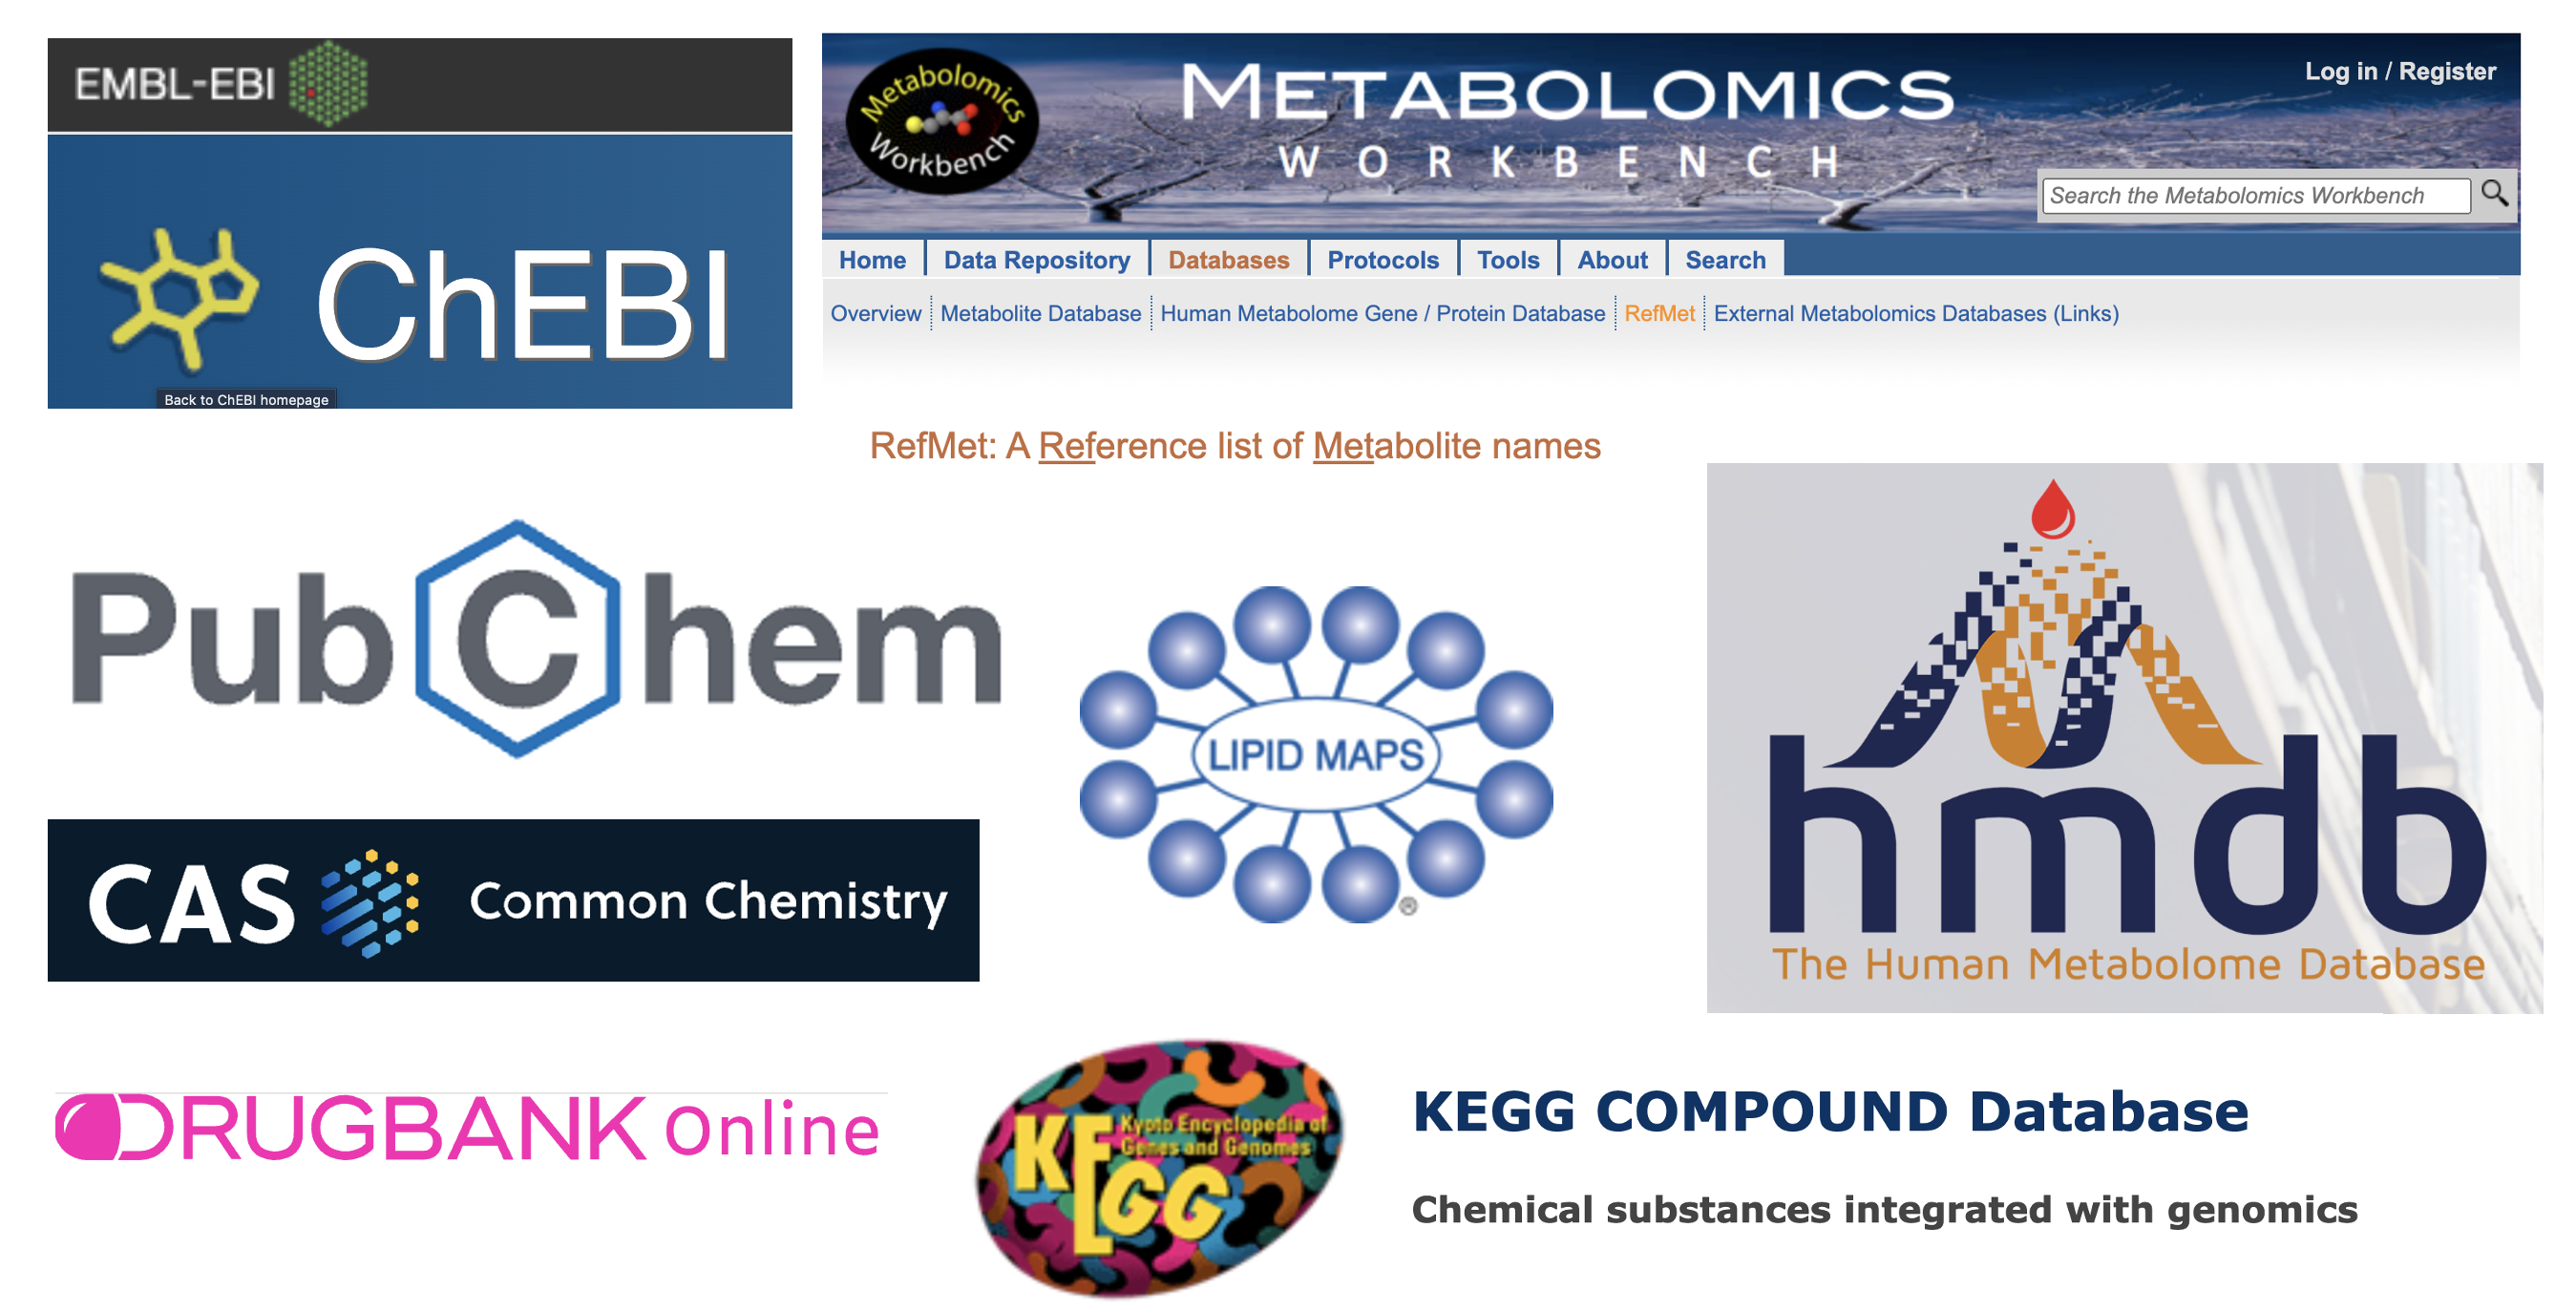 EMBL-EBI
ChEBI
Back to ChEBI homepage
Metabolomics
Workbench
METABOLOMICS
WORKBENCH
Log in / Register
Search the Metabolomics Workbench
Home Data Repository Databases Protocols Tools About Search
Overview Metabolite Database Human Metabolome Gene / Protein Database RefMet External Metabolomics Databases (Links)
RefMet: A Reference list of Metabolite names
PubChem
LIPID MAPS
®
hmdb
The Human Metabolome Database
CAS Common Chemistry
DRUGBANK Online
KEGG
Kyoto Encyclopedia of
Genes and Genomes
KEGG COMPOUND Database
Chemical substances integrated with genomics